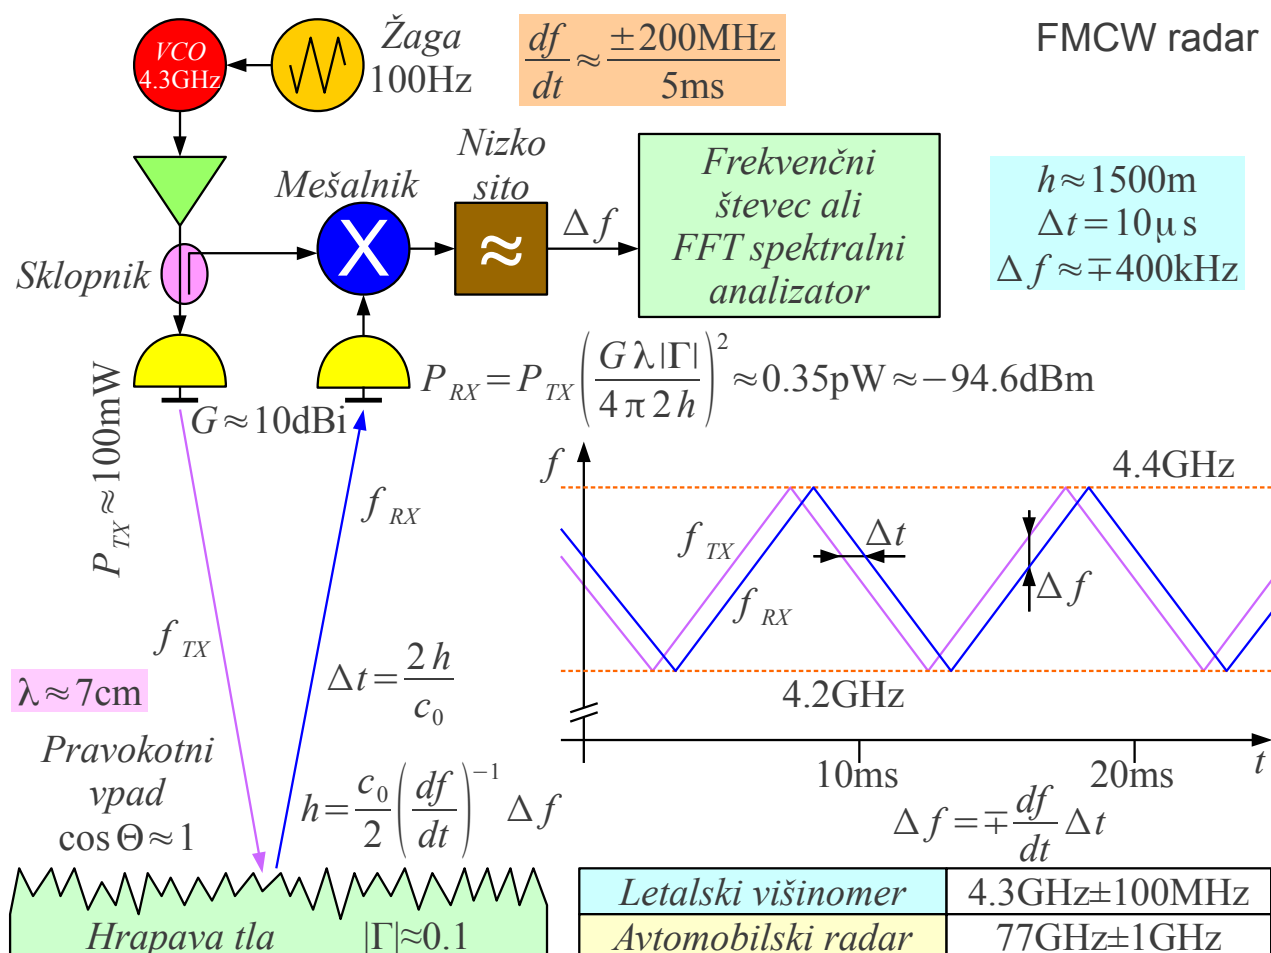 FMCW radar
VCO
4.3GHz
Žaga
100Hz
df/dt ≈ ±200MHz/5ms
Sklopnik
Mešalnik
X
Nizko
sito
≈
Δf
Frekvenčni
števec ali
FFT spektralni
analizator
h≈1500m
Δt=10μs
Δf≈∓400kHz
P_TX≈100mW
G≈10dBi
P_RX=P_TX(Gλ|Γ|/4π2h)²≈0.35pW≈−94.6dBm
f_TX
f_RX
λ≈7cm
Pravokotni
vpad
cosΘ≈1
Δt=2h/c₀
h=c₀/2(df/dt)⁻¹Δf
Hrapava tla |Γ|≈0.1
f
4.4GHz
f_TX
Δt
f_RX
Δf
4.2GHz
10ms
20ms
t
Δf=∓df/dt Δt
Letalski višinomer 4.3GHz±100MHz
Avtomobilski radar 77GHz±1GHz